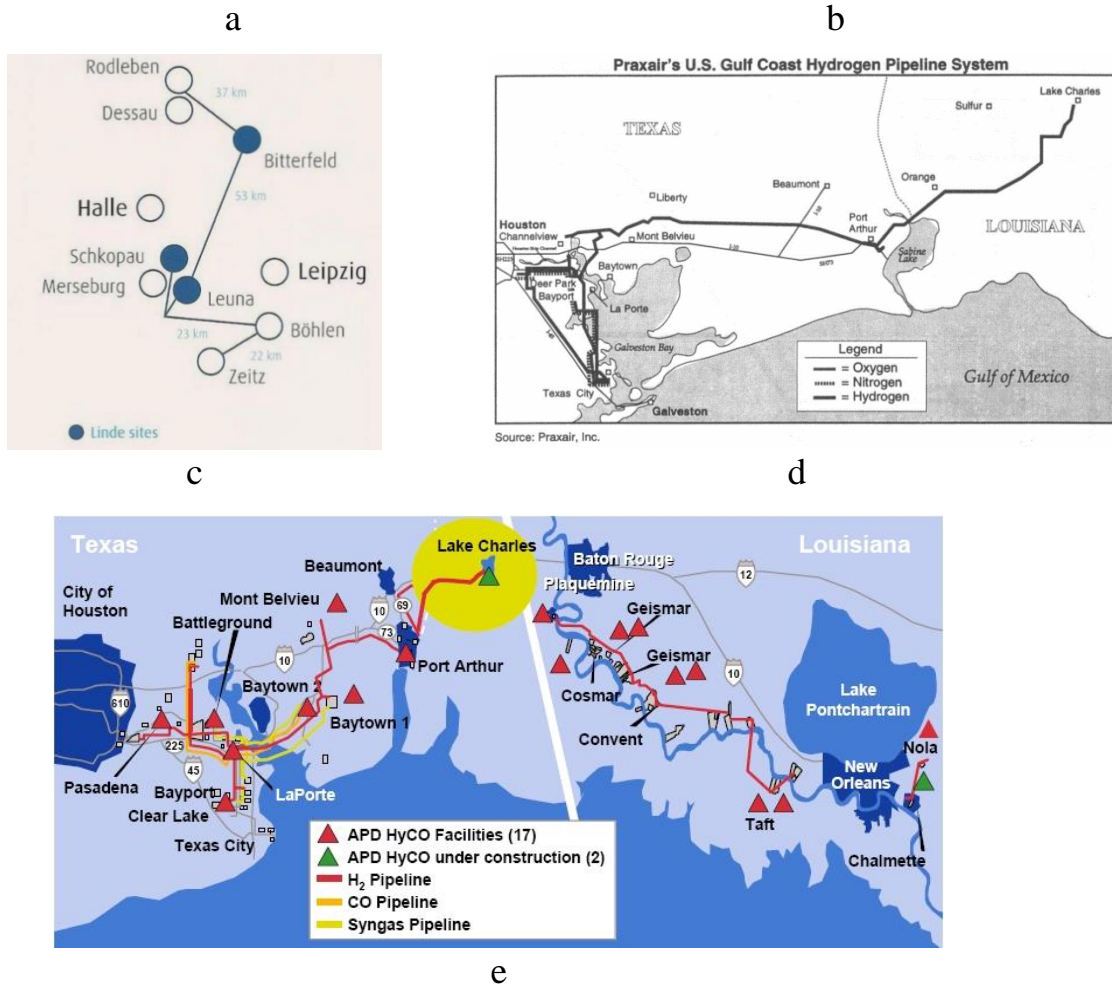 a
b
Rodleben
37 km
Dessau
Bitterfeld
53 km
Halle
Schkopau
Merseburg
Leuna
Leipzig
23 km
Böhlen
22 km
Zeitz
Linde sites
Praxair's U.S. Gulf Coast Hydrogen Pipeline System
Lake Charles
Sulfur
TEXAS
Orange
Beaumont
Liberty
LOUISIANA
Port
Arthur
Houston
Channelview
Mont Belvieu
Sabine
Lake
Baytown
Deer Park
Bayport
La Porte
Galveston Bay
Texas City
Galveston
Legend
= Oxygen
= Nitrogen
= Hydrogen
Gulf of Mexico
Source: Praxair, Inc.
c
d
Texas
Lake Charles
Louisiana
Baton Rouge
Plaquemine
12
Beaumont
City of
Houston
Mont Belvieu
10
69
73
Battleground
Geismar
Port Arthur
10
Geismar
10
Baytown 2
610
Baytown 1
Cosmar
Lake
Pontchartrain
Convent
225
Nola
45
Pasadena
LaPorte
New
Orleans
Bayport
Clear Lake
Taft
Texas City
Chalmette
APD HyCO Facilities (17)
APD HyCO under construction (2)
H2 Pipeline
CO Pipeline
Syngas Pipeline
e